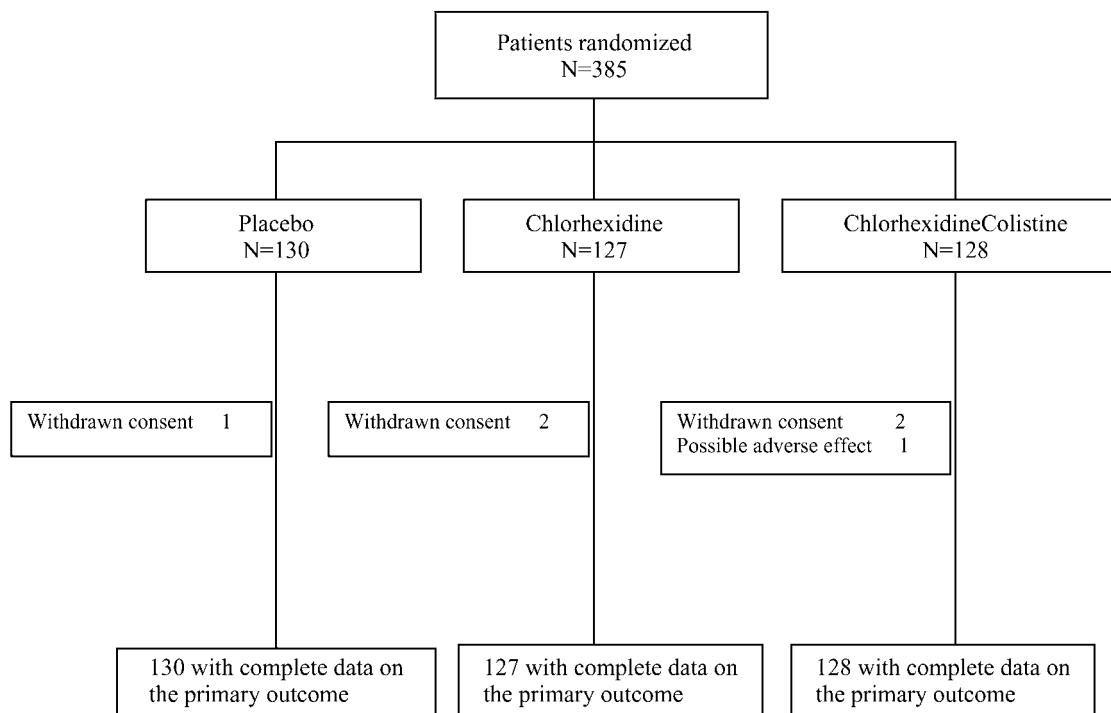 Patients randomized
N=385
Placebo
N=130
Chlorhexidine
N=127
ChlorhexidineColistine
N=128
Withdrawn consent 1
Withdrawn consent 2
Withdrawn consent 2
Possible adverse effect 1
130 with complete data on
the primary outcome
127 with complete data on
the primary outcome
128 with complete data on
the primary outcome